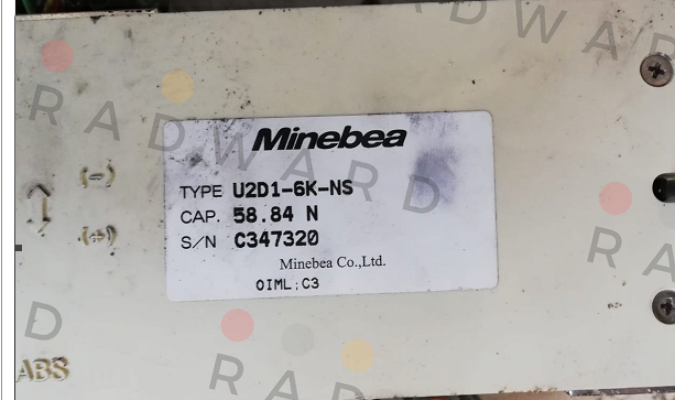 RADWARD
Minebea
TYPE U2D1-6K-NS
CAP. 58.84 N
S/N C347320
Minebea Co.,Ltd.
OIML;C3
(-)
(+)
ABS